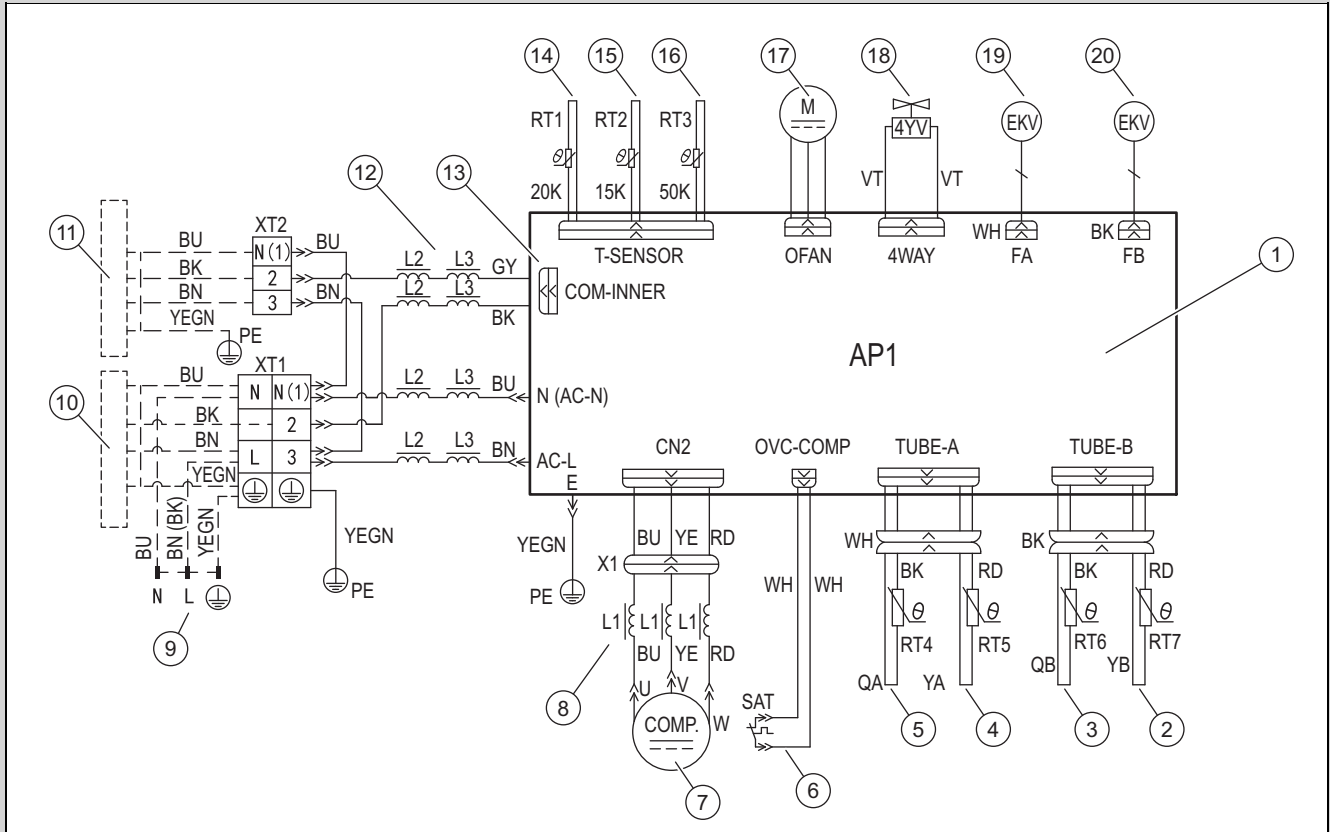 14 15 16 17 18 19 20
RT1 RT2 RT3 M 4YV EKV EKV
20K 15K 50K VT VT WH BK
T-SENSOR OFAN 4WAY FA FB
11 12 13
XT2
BU N(1) BU
BK 2
BN 3 BN
YEGN
PE
L2 L3 GY
L2 L3
BK
COM-INNER
1
AP1
10
XT1
BU N N(1) L2 L3 BU N (AC-N)
BK 2
BN L 3 L2 L3 BN AC-L
YEGN
E
BU BN (BK) YEGN
N L
9
YEGN
PE
YEGN
PE
CN2 OVC-COMP TUBE-A TUBE-B
BU YE RD
X1
L1 L1 L1
BU YE RD
8
U V W
COMP.
7
WH WH
SAT
6
WH BK
BK RD BK RD
θ θ θ θ
RT4 RT5 RT6 RT7
QA YA QB YB
5 4 3 2